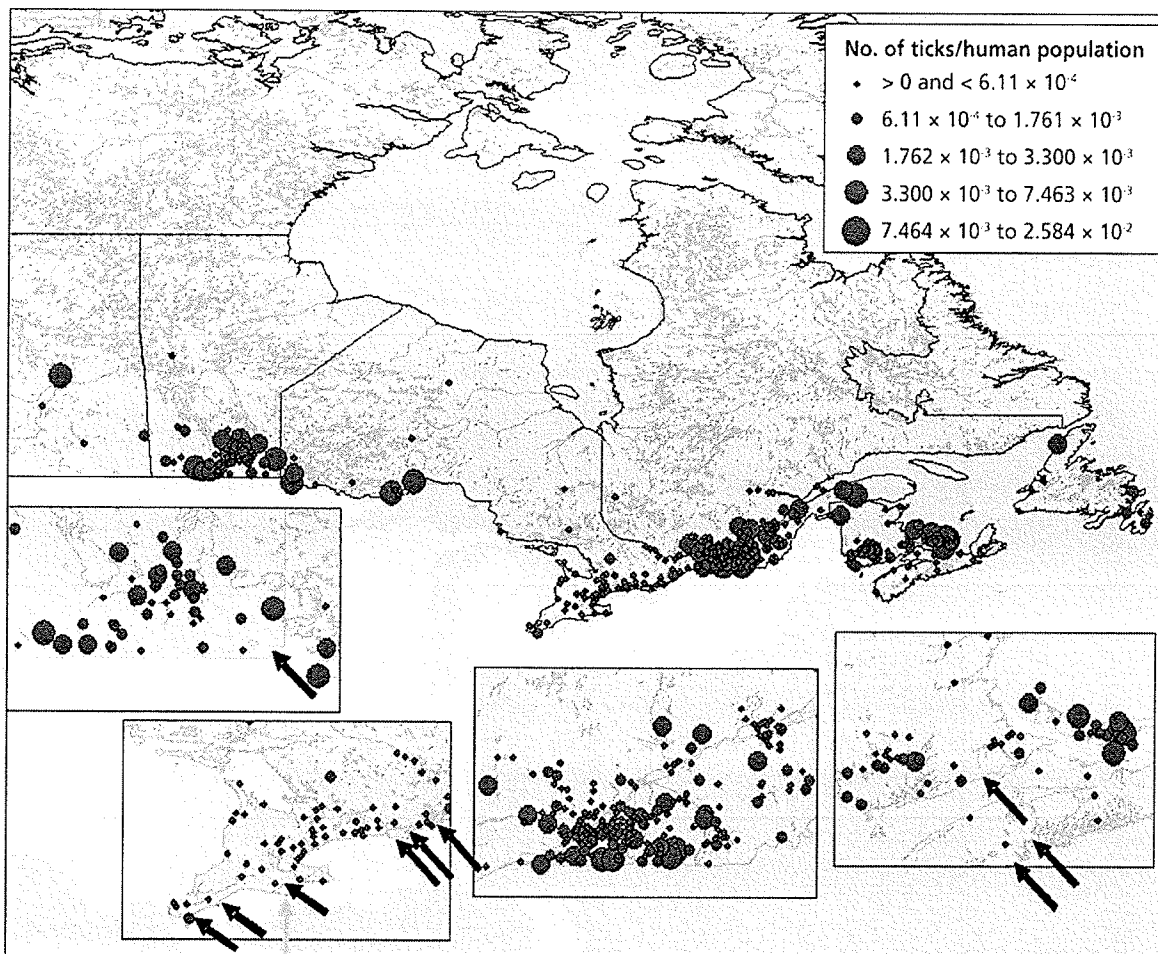 No. of ticks/human population
> 0 and < 6.11 × 10⁻⁴
6.11 × 10⁻⁴ to 1.761 × 10⁻³
1.762 × 10⁻³ to 3.300 × 10⁻³
3.300 × 10⁻³ to 7.463 × 10⁻³
7.464 × 10⁻³ to 2.584 × 10⁻²